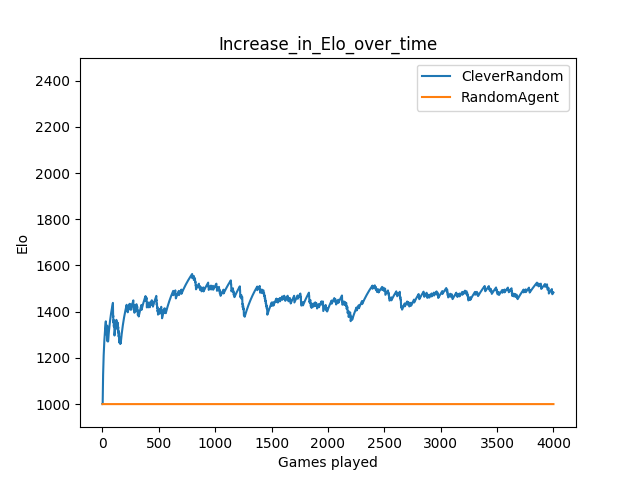 Increase_in_Elo_over_time
CleverRandom
RandomAgent
2400
2200
2000
1800
1600
1400
1200
1000
Elo
0 500 1000 1500 2000 2500 3000 3500 4000
Games played